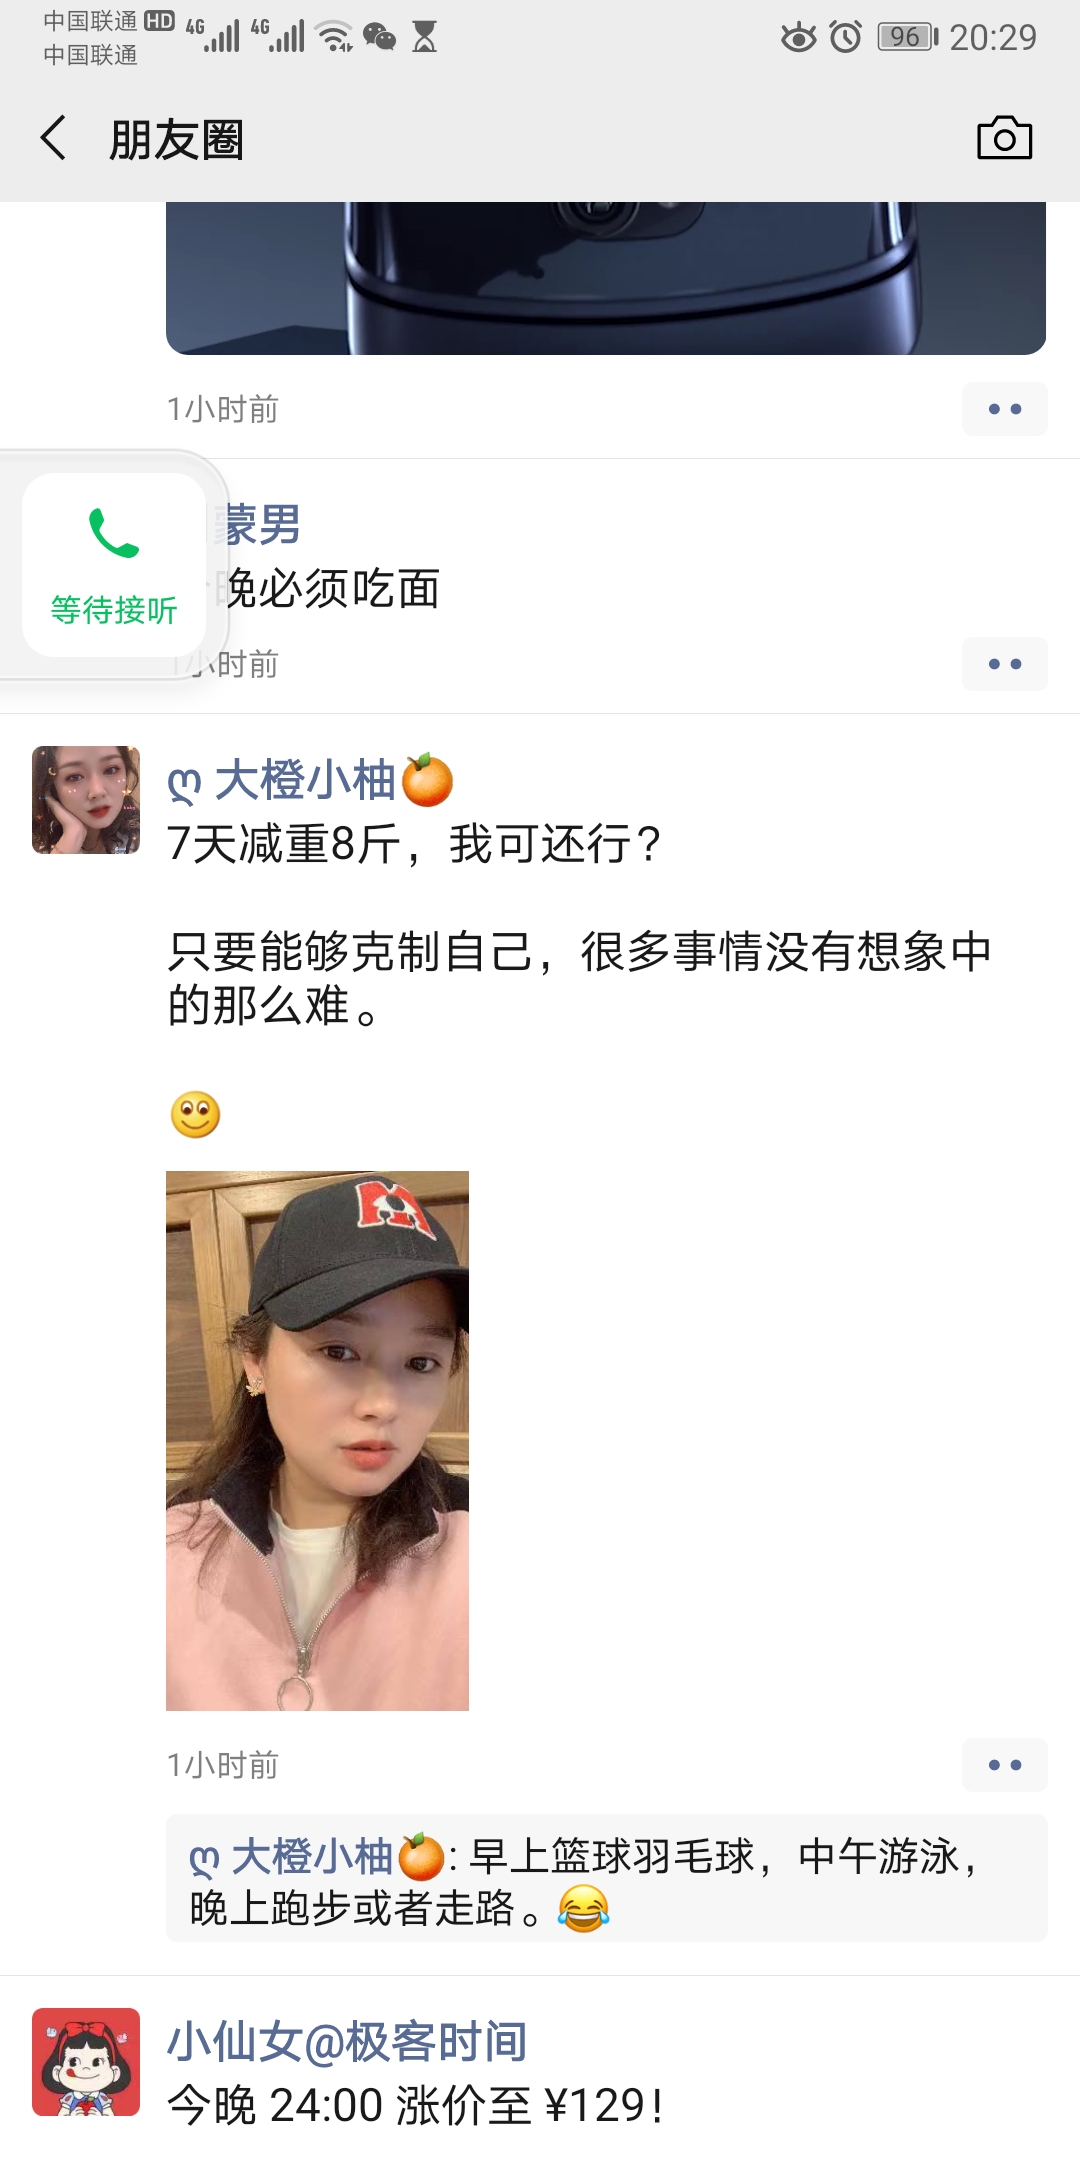 中国联通 HD 4G 4G 96 20:29
中国联通
朋友圈
1小时前
蒙男
晚必须吃面
等待接听
1小时前
ღ 大橙小柚🍊
7天减重8斤，我可还行？
只要能够克制自己，很多事情没有想象中
的那么难。
M
1小时前
ღ 大橙小柚🍊: 早上篮球羽毛球，中午游泳，
晚上跑步或者走路。😂
小仙女@极客时间
今晚 24:00 涨价至 ¥129！